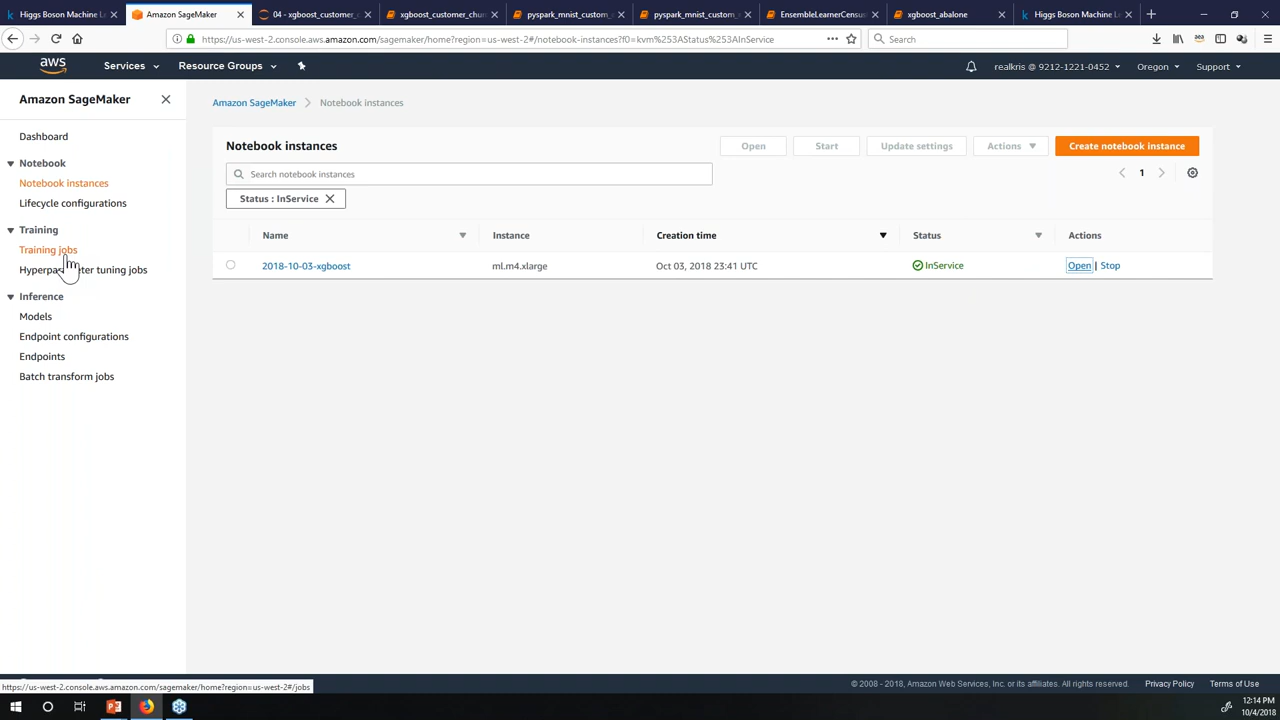 Higgs Boson Machine Le
Amazon SageMaker
04 - xgboost_customer_c
xgboost_customer_chur
pyspark_mnist_custom_
pyspark_mnist_custom_
EnsembleLearnerCensu
xgboost_abalone
Higgs Boson Machine Le
https://us-west-2.console.aws.amazon.com/sagemaker/home?region=us-west-2#/notebook-instances?f0=kvm%253AStatus%253AInService
Search
aws
Services
Resource Groups
realkris @ 9212-1221-0452
Oregon
Support
Amazon SageMaker
Dashboard
Notebook
Notebook instances
Lifecycle configurations
Training
Training jobs
Hyperpa eter tuning jobs
Inference
Models
Endpoint configurations
Endpoints
Batch transform jobs
Amazon SageMaker
Notebook instances
Notebook instances
Open
Start
Update settings
Actions
Create notebook instance
Search notebook instances
1
Status : InService
Name
Instance
Creation time
Status
Actions
2018-10-03-xgboost
ml.m4.xlarge
Oct 03, 2018 23:41 UTC
InService
Open | Stop
https://us-west-2.console.aws.amazon.com/sagemaker/home?region=us-west-2#/jobs
© 2008 - 2018, Amazon Web Services, Inc. or its affiliates. All rights reserved.
Privacy Policy
Terms of Use
12:14 PM
10/4/2018